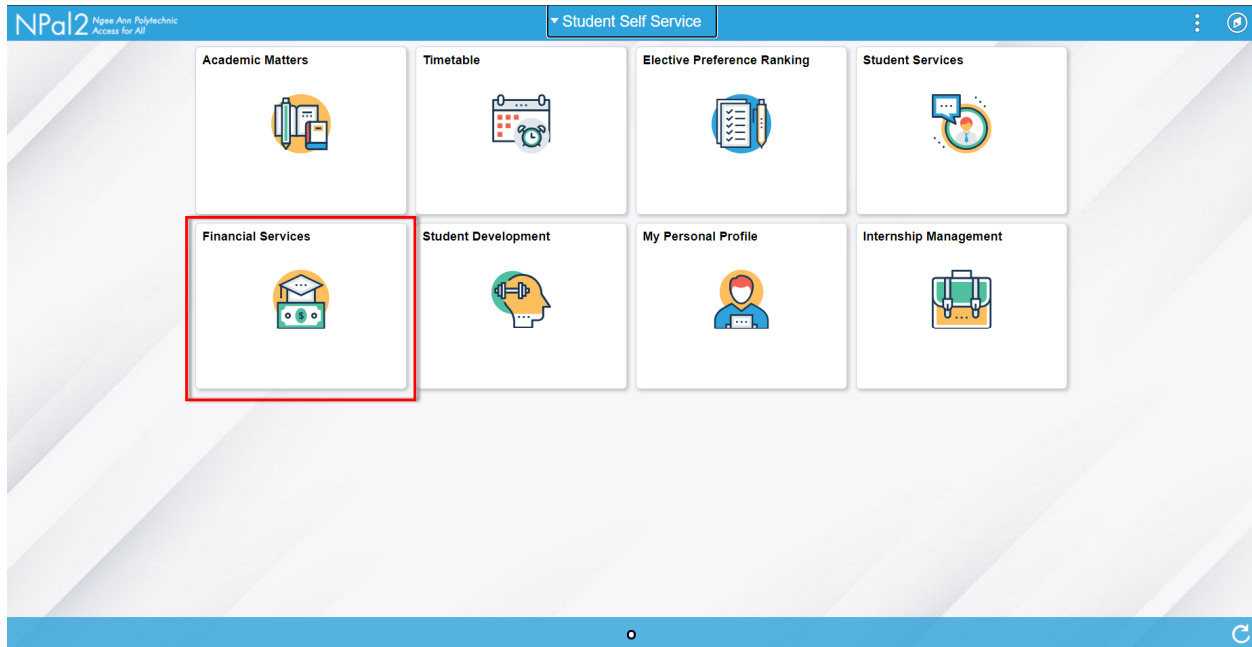 NPal2 Ngee Ann Polytechnic
Access for All
Student Self Service
Academic Matters
Timetable
Elective Preference Ranking
Student Services
Financial Services
Student Development
My Personal Profile
Internship Management